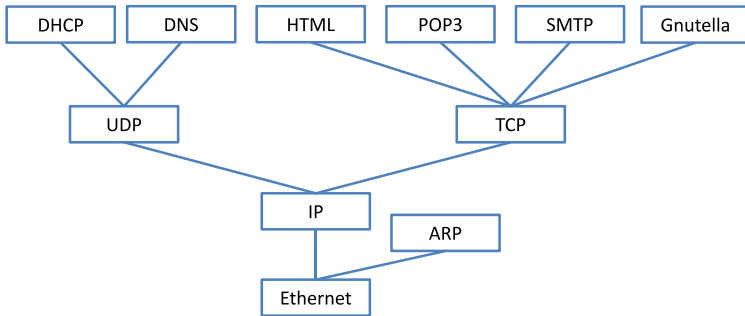 DHCP
DNS
HTML
POP3
SMTP
Gnutella
UDP
TCP
IP
ARP
Ethernet